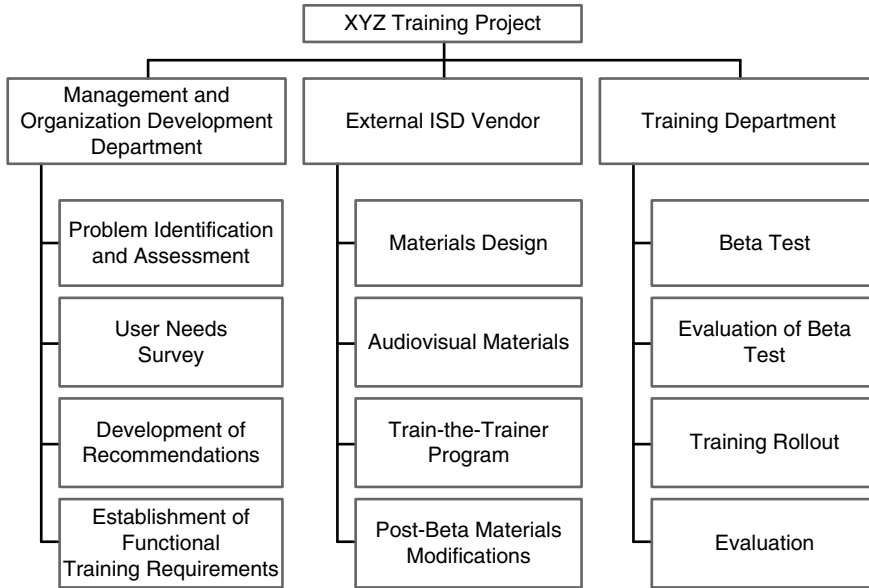 XYZ Training Project
Management and
Organization Development
Department
External ISD Vendor
Training Department
Problem Identification
and Assessment
User Needs
Survey
Development of
Recommendations
Establishment of
Functional
Training Requirements
Materials Design
Audiovisual Materials
Train-the-Trainer
Program
Post-Beta Materials
Modifications
Beta Test
Evaluation of Beta
Test
Training Rollout
Evaluation